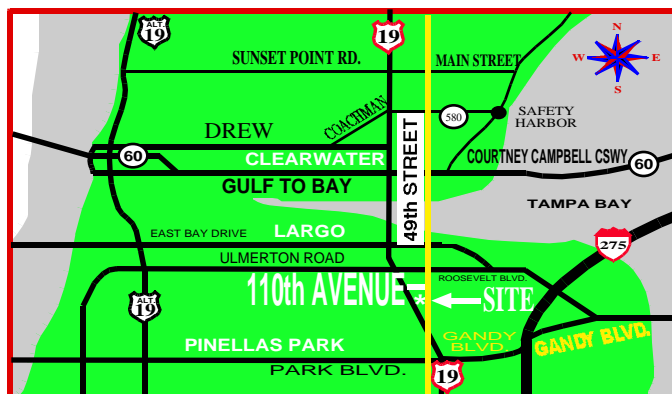 ALT.
19
19
N
W E
S
SUNSET POINT RD.
MAIN STREET
COACHMAN
580
SAFETY
HARBOR
DREW
60
CLEARWATER
COURTNEY CAMPBELL CSWY
60
GULF TO BAY
49th STREET
TAMPA BAY
EAST BAY DRIVE
LARGO
275
ULMERTON ROAD
ROOSEVELT BLVD.
110th AVENUE
* SITE
ALT.
19
GANDY
BLVD.
GANDY BLVD.
PINELLAS PARK
PARK BLVD.
19